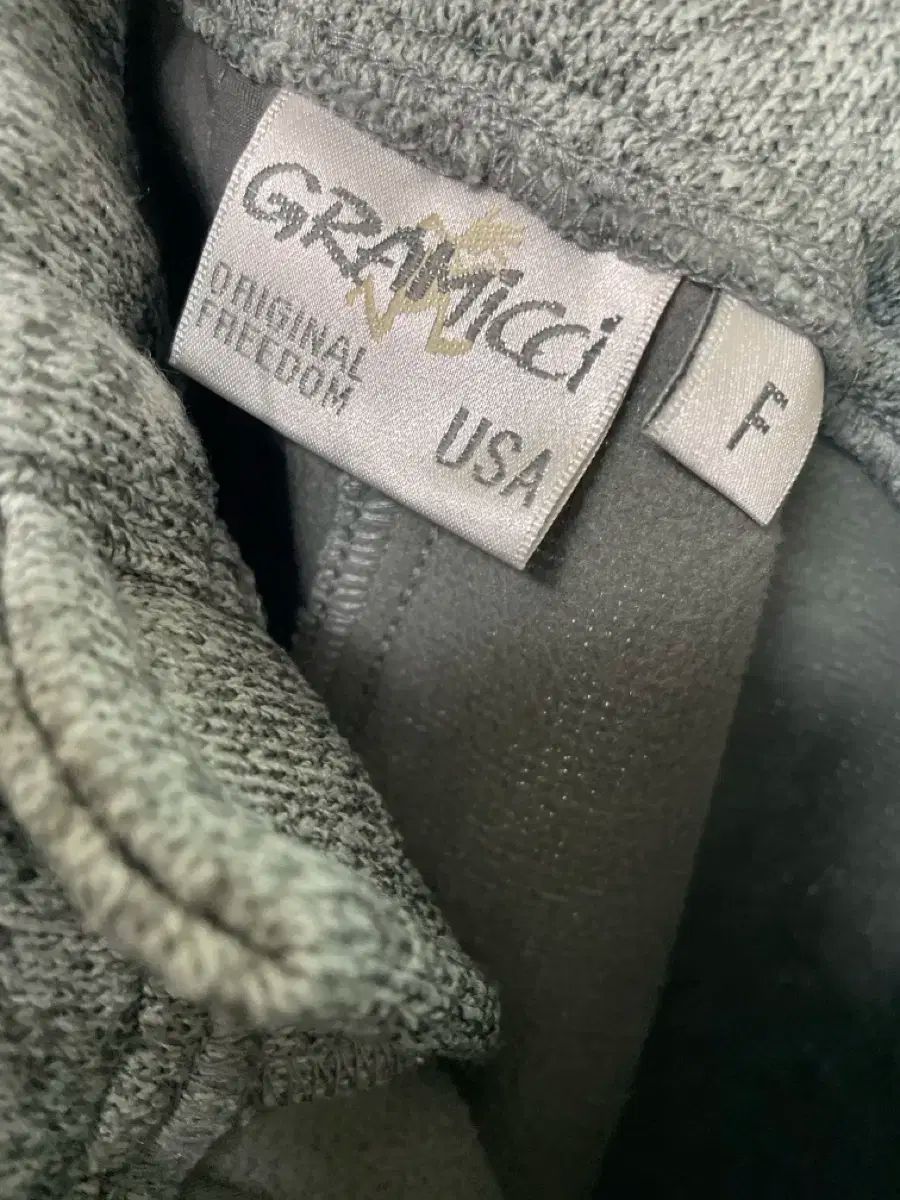 GRAMiCCi
ORIGINAL
FREEDOM
USA
F